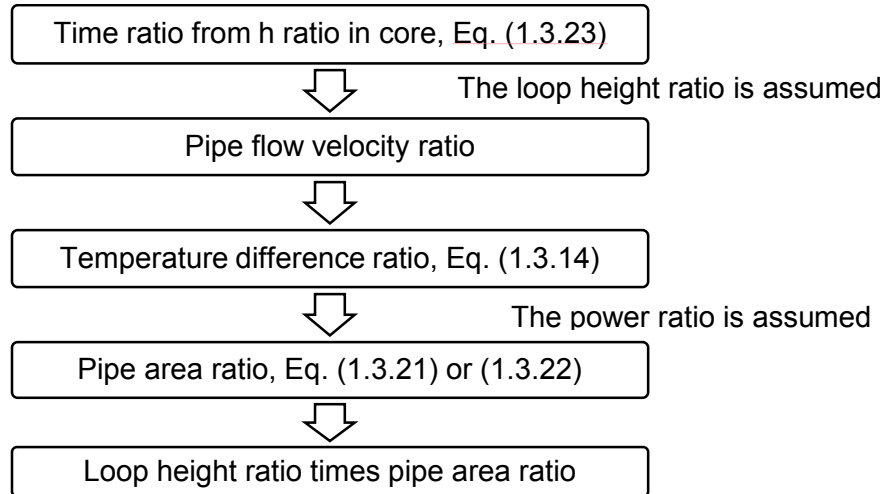 Time ratio from h ratio in core, Eq. (1.3.23)
The loop height ratio is assumed
Pipe flow velocity ratio
Temperature difference ratio, Eq. (1.3.14)
The power ratio is assumed
Pipe area ratio, Eq. (1.3.21) or (1.3.22)
Loop height ratio times pipe area ratio